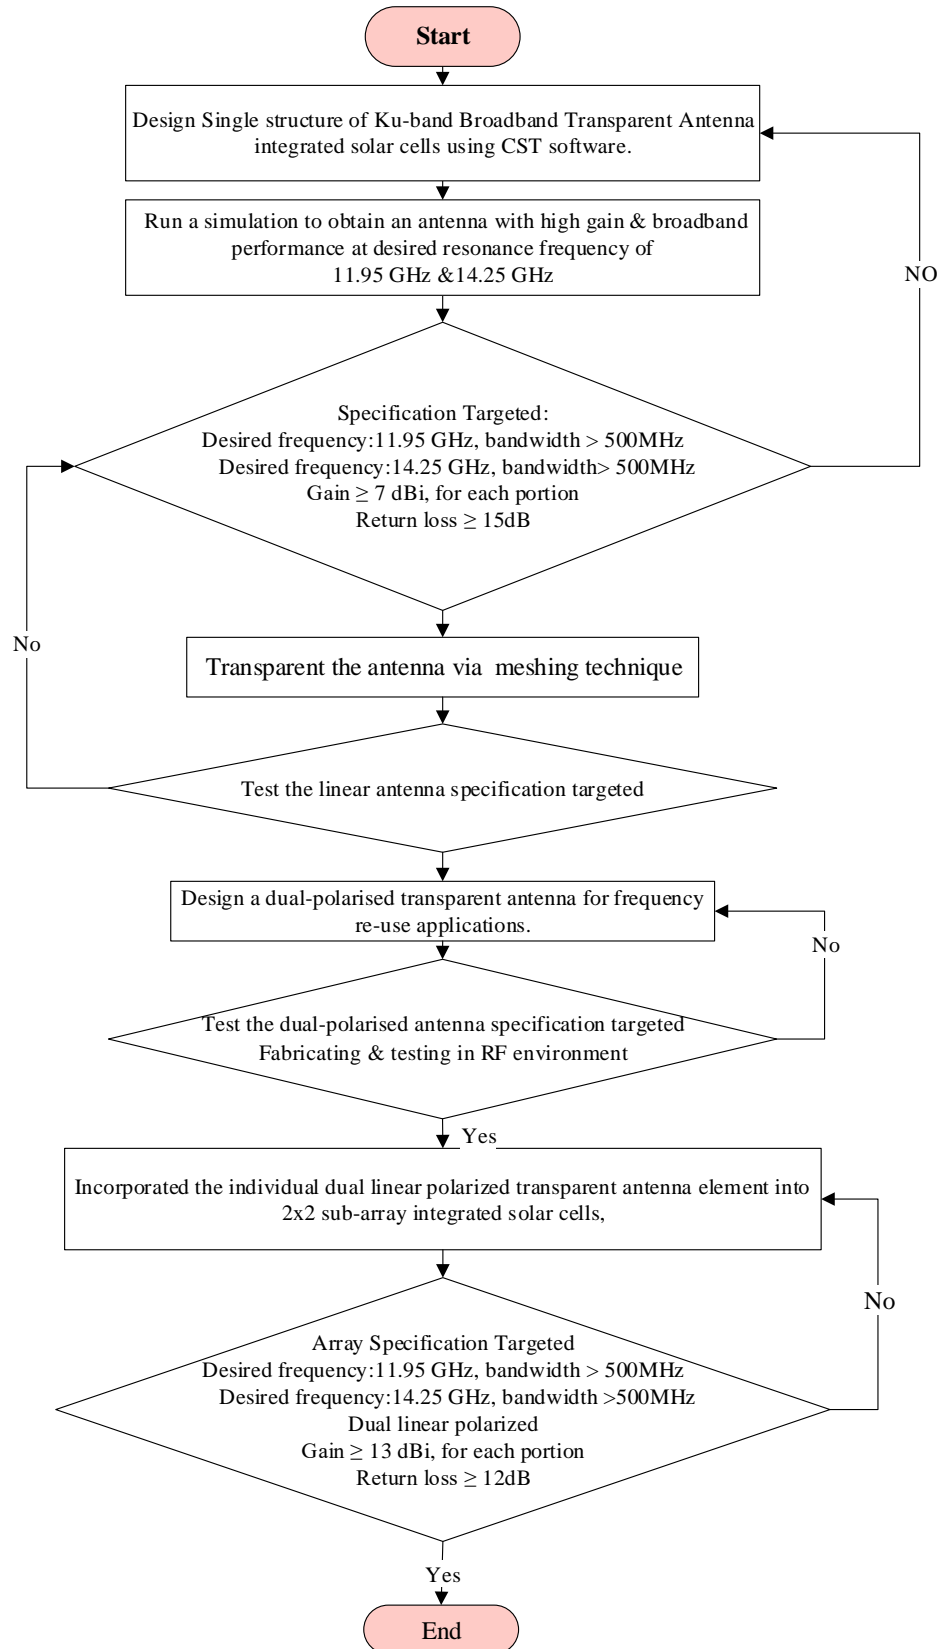 Start
Design Single structure of Ku-band Broadband Transparent Antenna
integrated solar cells using CST software.
Run a simulation to obtain an antenna with high gain & broadband
performance at desired resonance frequency of
11.95 GHz &14.25 GHz
NO
Specification Targeted:
Desired frequency:11.95 GHz, bandwidth > 500MHz
Desired frequency:14.25 GHz, bandwidth> 500MHz
Gain ≥ 7 dBi, for each portion
Return loss ≥ 15dB
No
Transparent the antenna via meshing technique
Test the linear antenna specification targeted
Design a dual-polarised transparent antenna for frequency
re-use applications.
No
Test the dual-polarised antenna specification targeted
Fabricating & testing in RF environment
Yes
Incorporated the individual dual linear polarized transparent antenna element into
2x2 sub-array integrated solar cells,
No
Array Specification Targeted
Desired frequency:11.95 GHz, bandwidth > 500MHz
Desired frequency:14.25 GHz, bandwidth >500MHz
Dual linear polarized
Gain ≥ 13 dBi, for each portion
Return loss ≥ 12dB
Yes
End